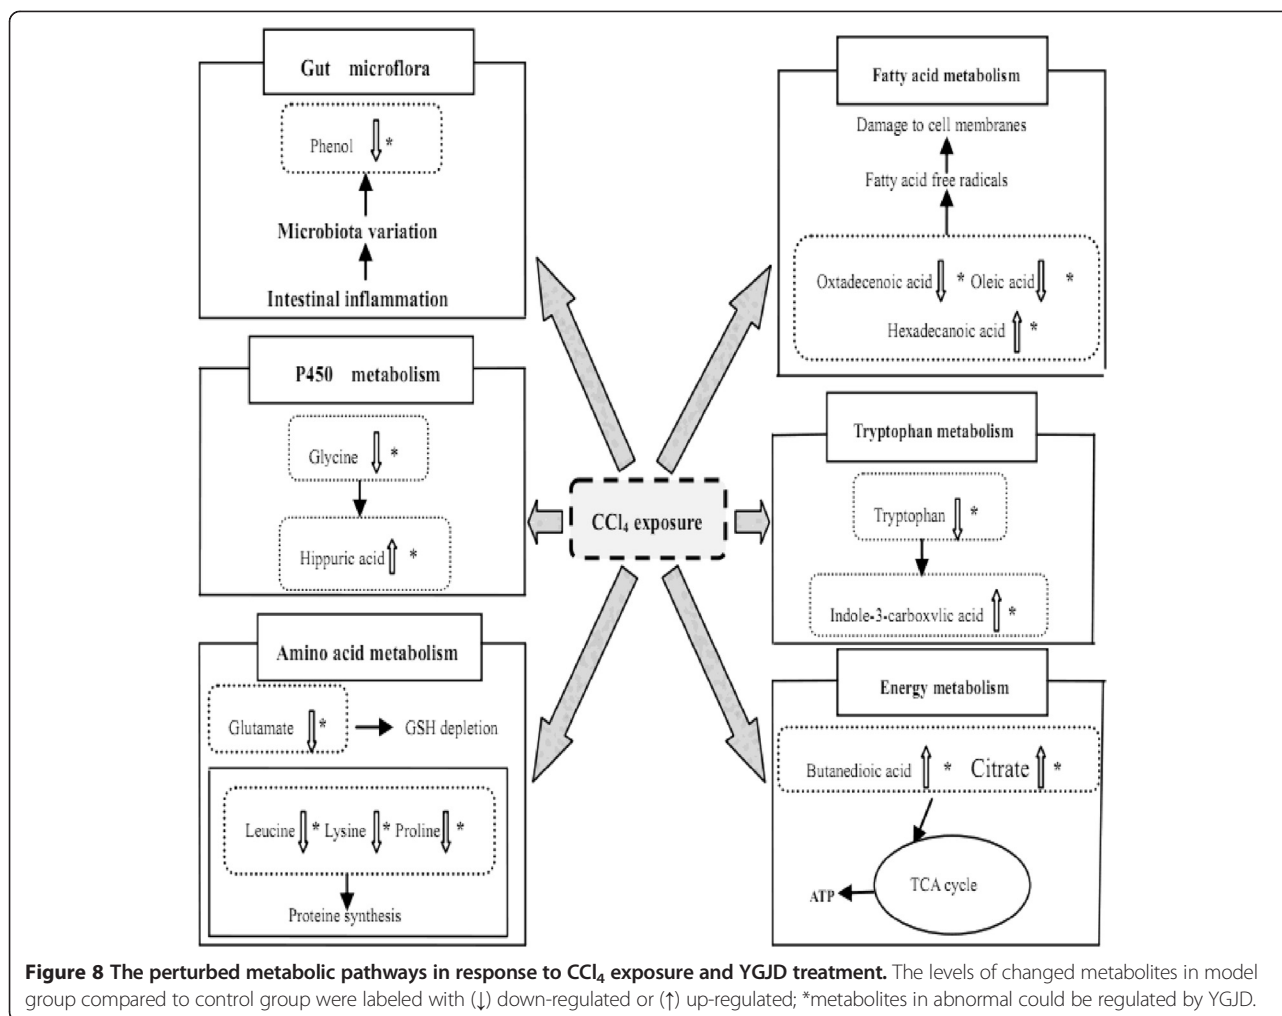 Gut microflora
Phenol *
Microbiota variation
Intestinal inflammation
P450 metabolism
Glycine *
Hippuric acid *
Amino acid metabolism
Glutamate * GSH depletion
Leucine * Lysine * Proline *
Proteine synthesis
CCl₄ exposure
Fatty acid metabolism
Damage to cell membranes
Fatty acid free radicals
Oxtadecenoic acid * Oleic acid *
Hexadecanoic acid *
Tryptophan metabolism
Tryptophan *
Indole-3-carboxvlic acid *
Energy metabolism
Butanedioic acid * Citrate *
TCA cycle
ATP
Figure 8 The perturbed metabolic pathways in response to CCl₄ exposure and YGJD treatment. The levels of changed metabolites in model
group compared to control group were labeled with (↓) down-regulated or (↑) up-regulated; *metabolites in abnormal could be regulated by YGJD.